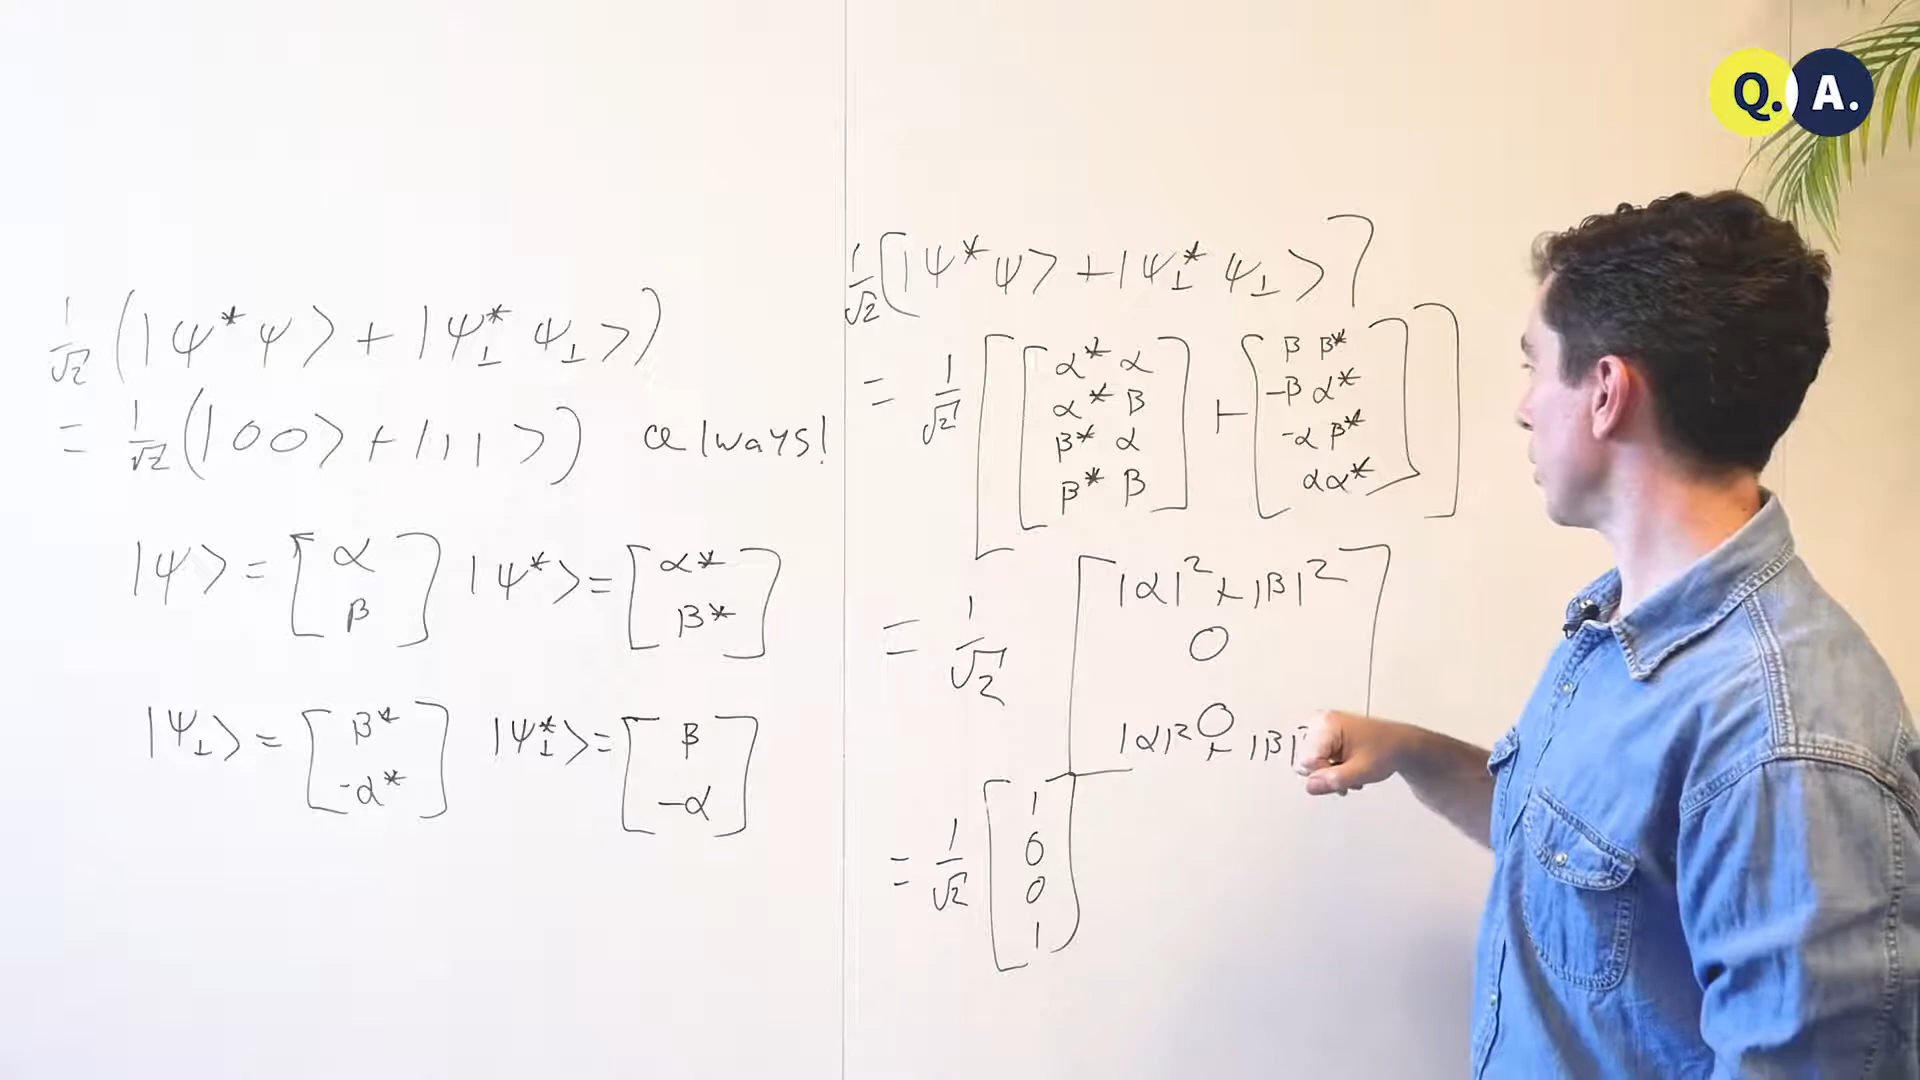 Q. A.
1/√2 (|ψ* ψ⟩ + |ψ⊥* ψ⊥⟩)
= 1/√2 (|00⟩ + |11⟩) always!
|ψ⟩ = [α β] |ψ*⟩ = [α* β*]
|ψ⊥⟩ = [β* -α*] |ψ⊥*⟩ = [β -α]
1/√2 [|ψ* ψ⟩ + |ψ⊥* ψ⊥⟩]
= 1/√2 [[
α* α
α* β
β* α
β* β
] + [
β β*
-β α*
-α β*
αα*
]]
= 1/√2 [
|α|² + |β|²
0
0
|α|² + |β|
= 1/√2 [
1
0
0
1
]